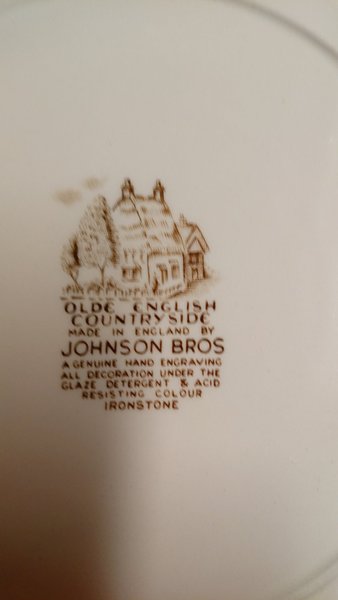 OLDE ENGLISH
COUNTRYSIDE
MADE IN ENGLAND BY
JOHNSON BROS
A GENUINE HAND ENGRAVING
ALL DECORATION UNDER THE
GLAZE DETERGENT & ACID
RESISTING COLOUR
IRONSTONE